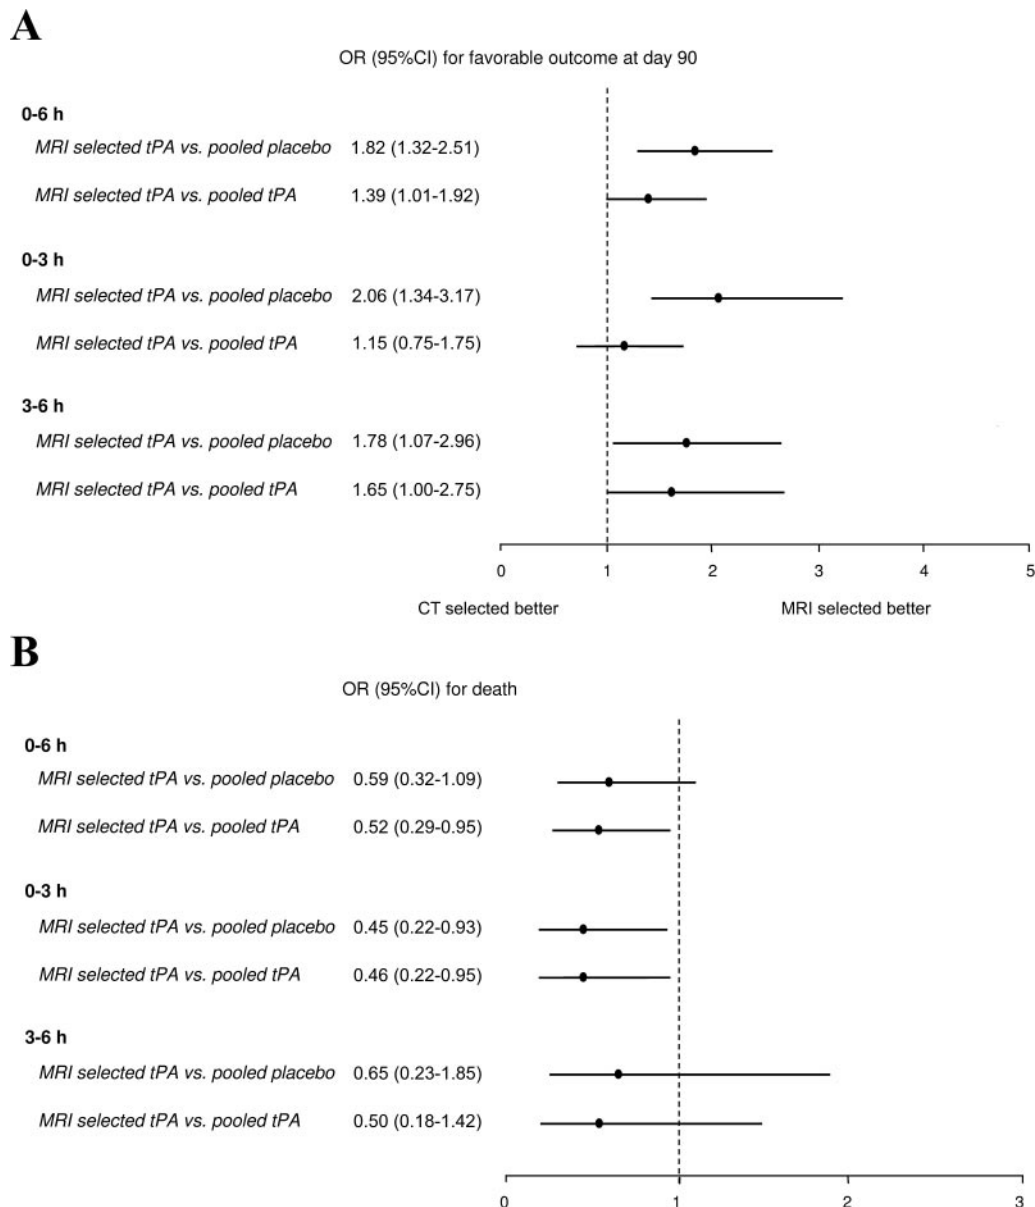 A
OR (95%CI) for favorable outcome at day 90
0-6 h
MRI selected tPA vs. pooled placebo 1.82 (1.32-2.51)
MRI selected tPA vs. pooled tPA 1.39 (1.01-1.92)
0-3 h
MRI selected tPA vs. pooled placebo 2.06 (1.34-3.17)
MRI selected tPA vs. pooled tPA 1.15 (0.75-1.75)
3-6 h
MRI selected tPA vs. pooled placebo 1.78 (1.07-2.96)
MRI selected tPA vs. pooled tPA 1.65 (1.00-2.75)
0 1 2 3 4 5
CT selected better MRI selected better
B
OR (95%CI) for death
0-6 h
MRI selected tPA vs. pooled placebo 0.59 (0.32-1.09)
MRI selected tPA vs. pooled tPA 0.52 (0.29-0.95)
0-3 h
MRI selected tPA vs. pooled placebo 0.45 (0.22-0.93)
MRI selected tPA vs. pooled tPA 0.46 (0.22-0.95)
3-6 h
MRI selected tPA vs. pooled placebo 0.65 (0.23-1.85)
MRI selected tPA vs. pooled tPA 0.50 (0.18-1.42)
0 1 2 3